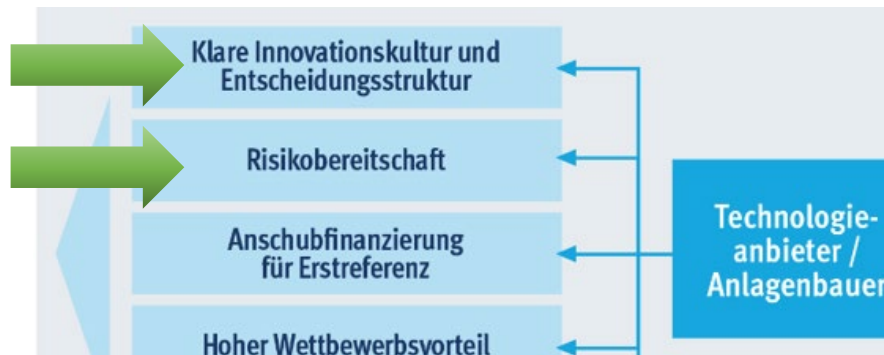 Klare Innovationskultur und
Entscheidungsstruktur
Risikobereitschaft
Anschubfinanzierung
für Erstreferenz
Hoher Wettbewerbsvorteil
Technologie-
anbieter /
Anlagenbauer